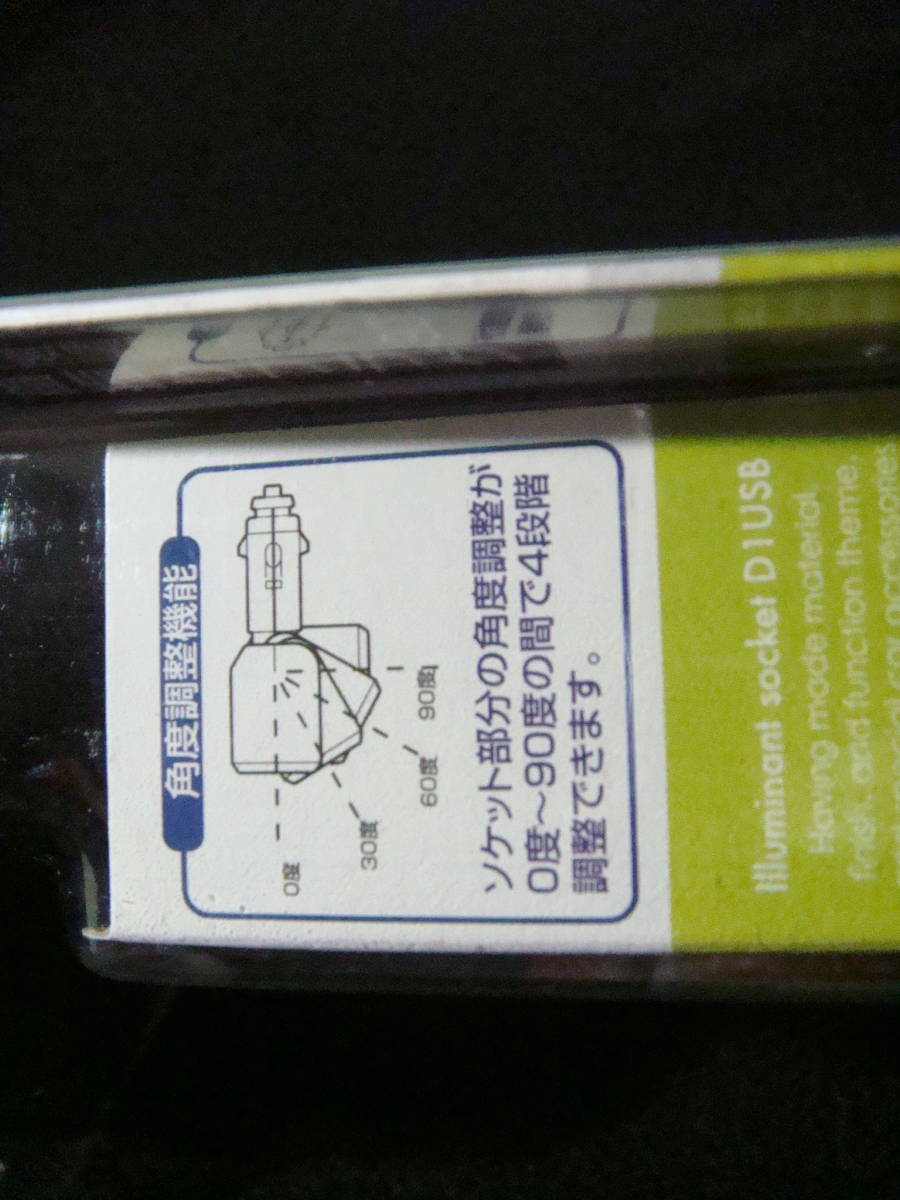 角度調整機能
0度
30度
60度
90度
ソケット部分の角度調整が
0度〜90度の間で4段階
調整できます。
Illuminant socket D1USB
Having made material,
finish, and function theme,
car accessories